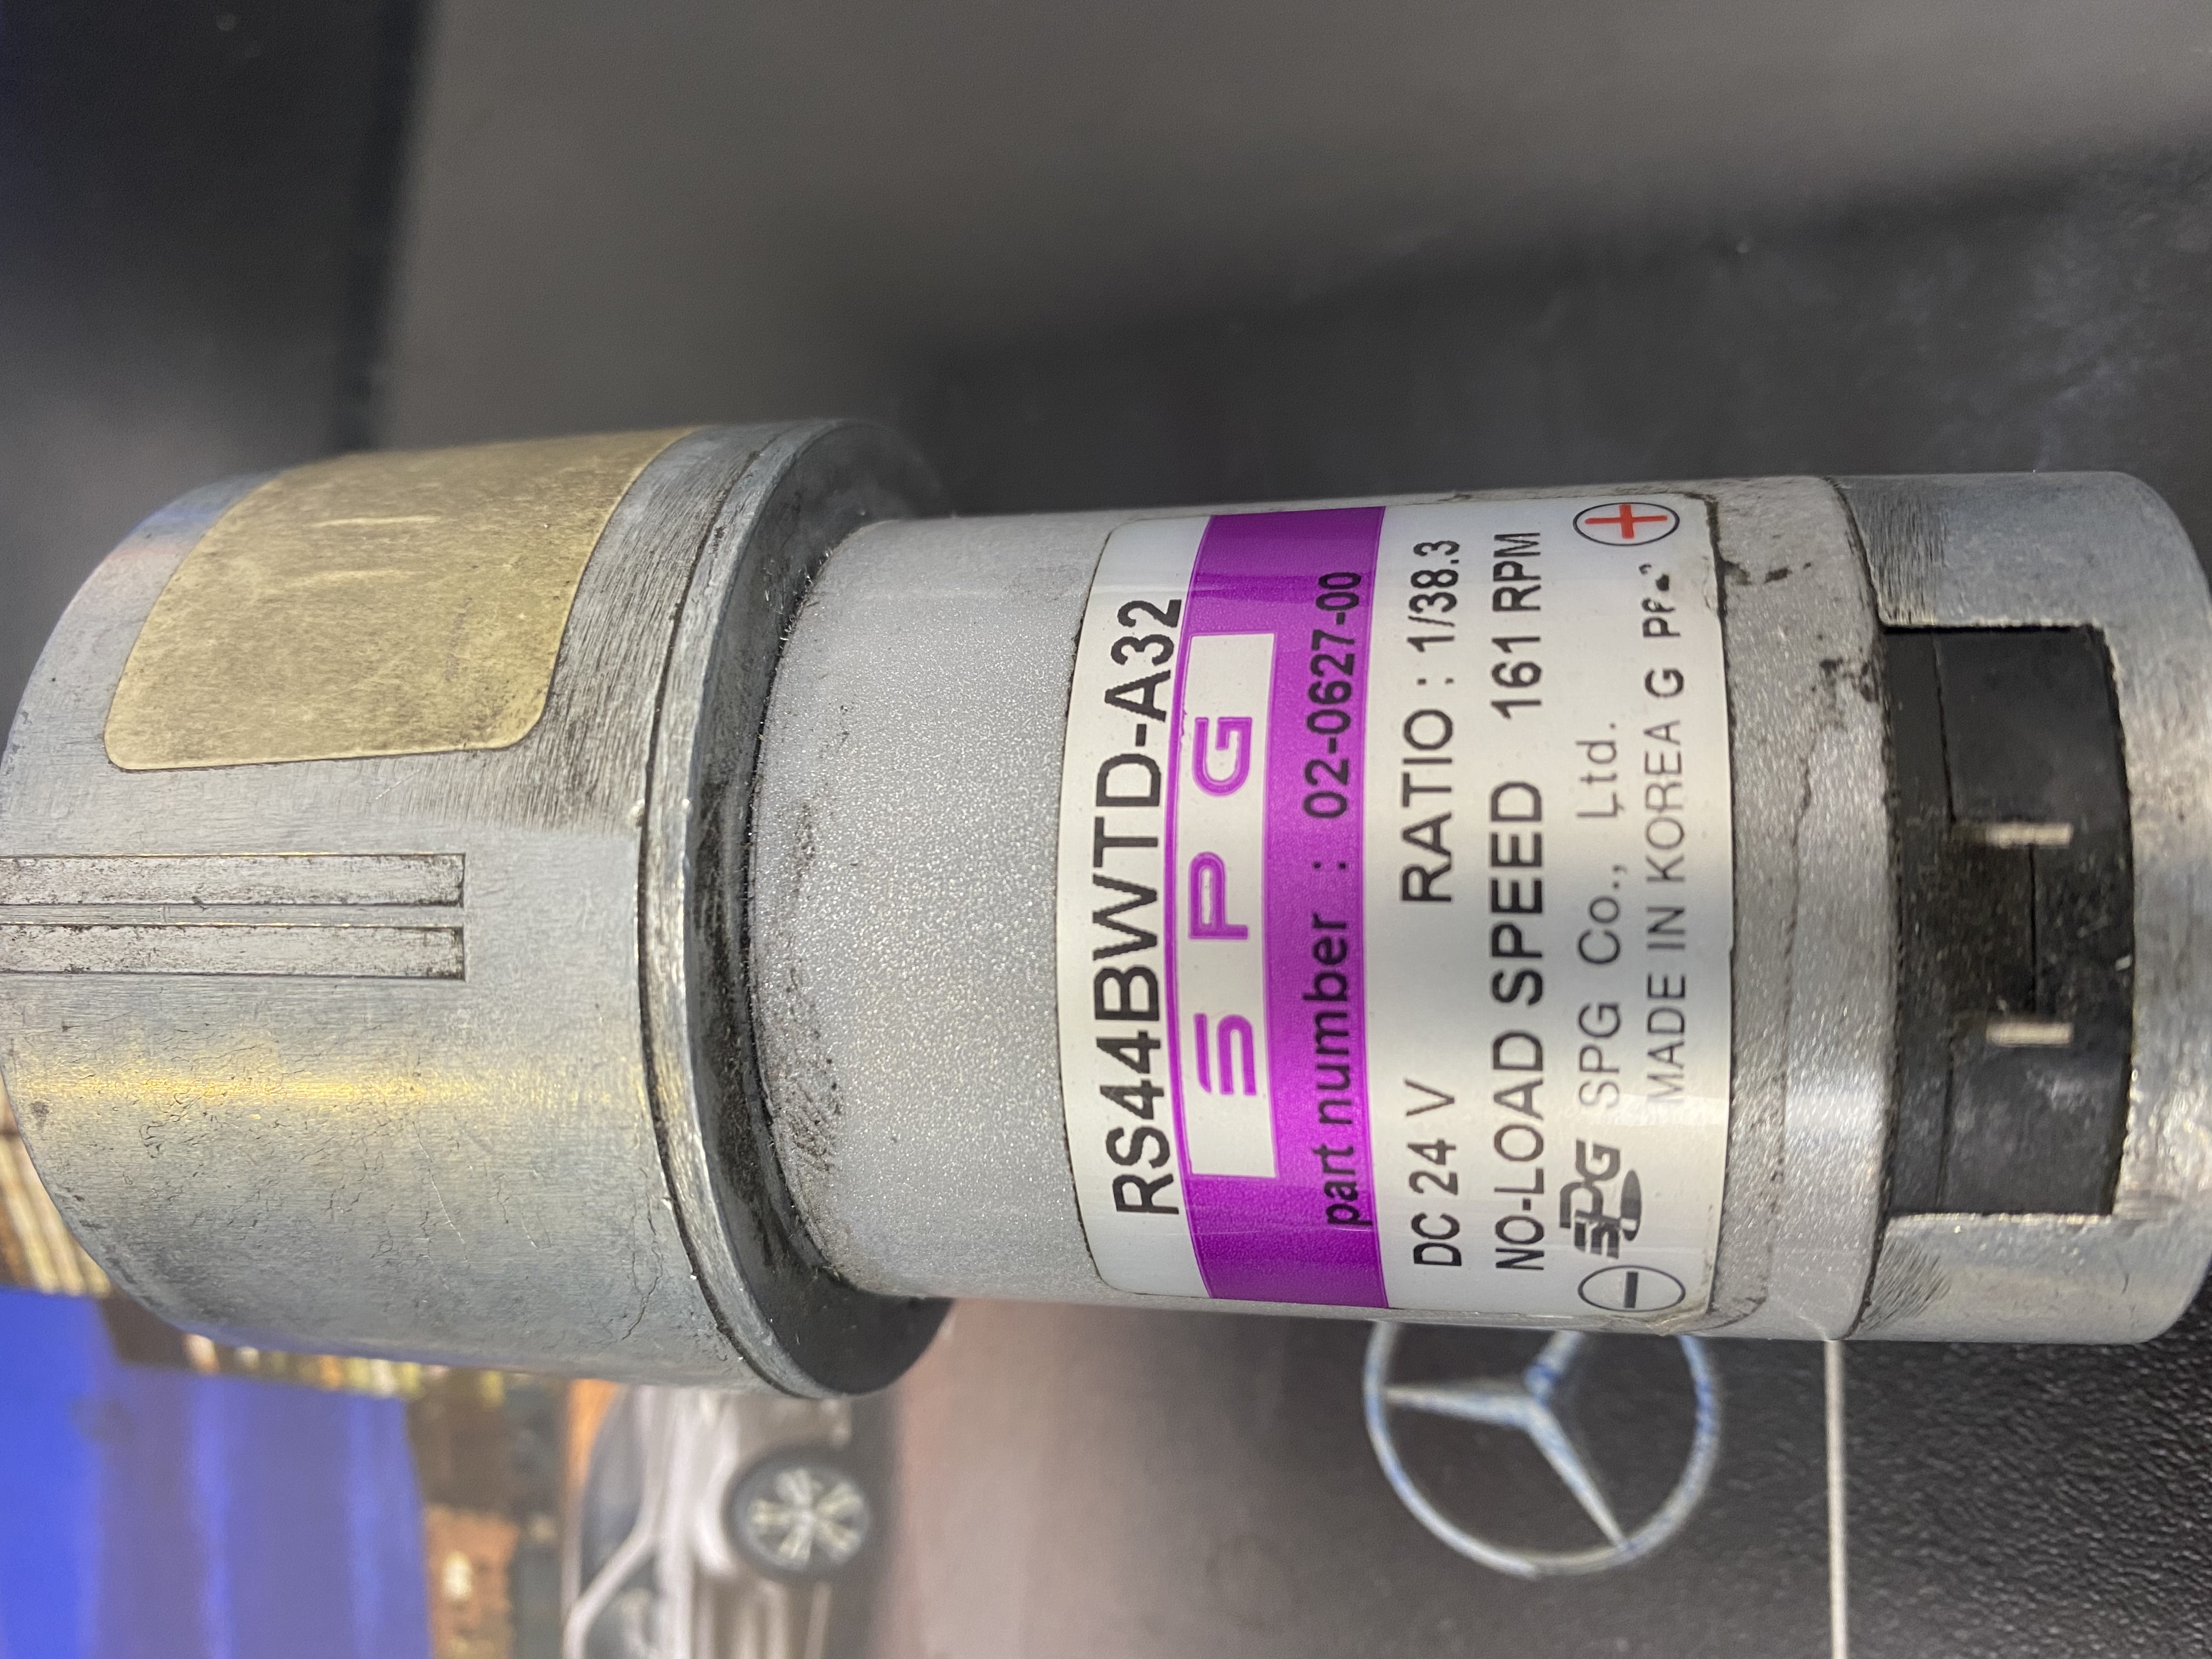 RS44BWTD-A32
SPG
part number : 02-0627-00
DC 24 V RATIO : 1/38.3
NO-LOAD SPEED 161 RPM
SPG SPG Co., Ltd.
MADE IN KOREA G
- +